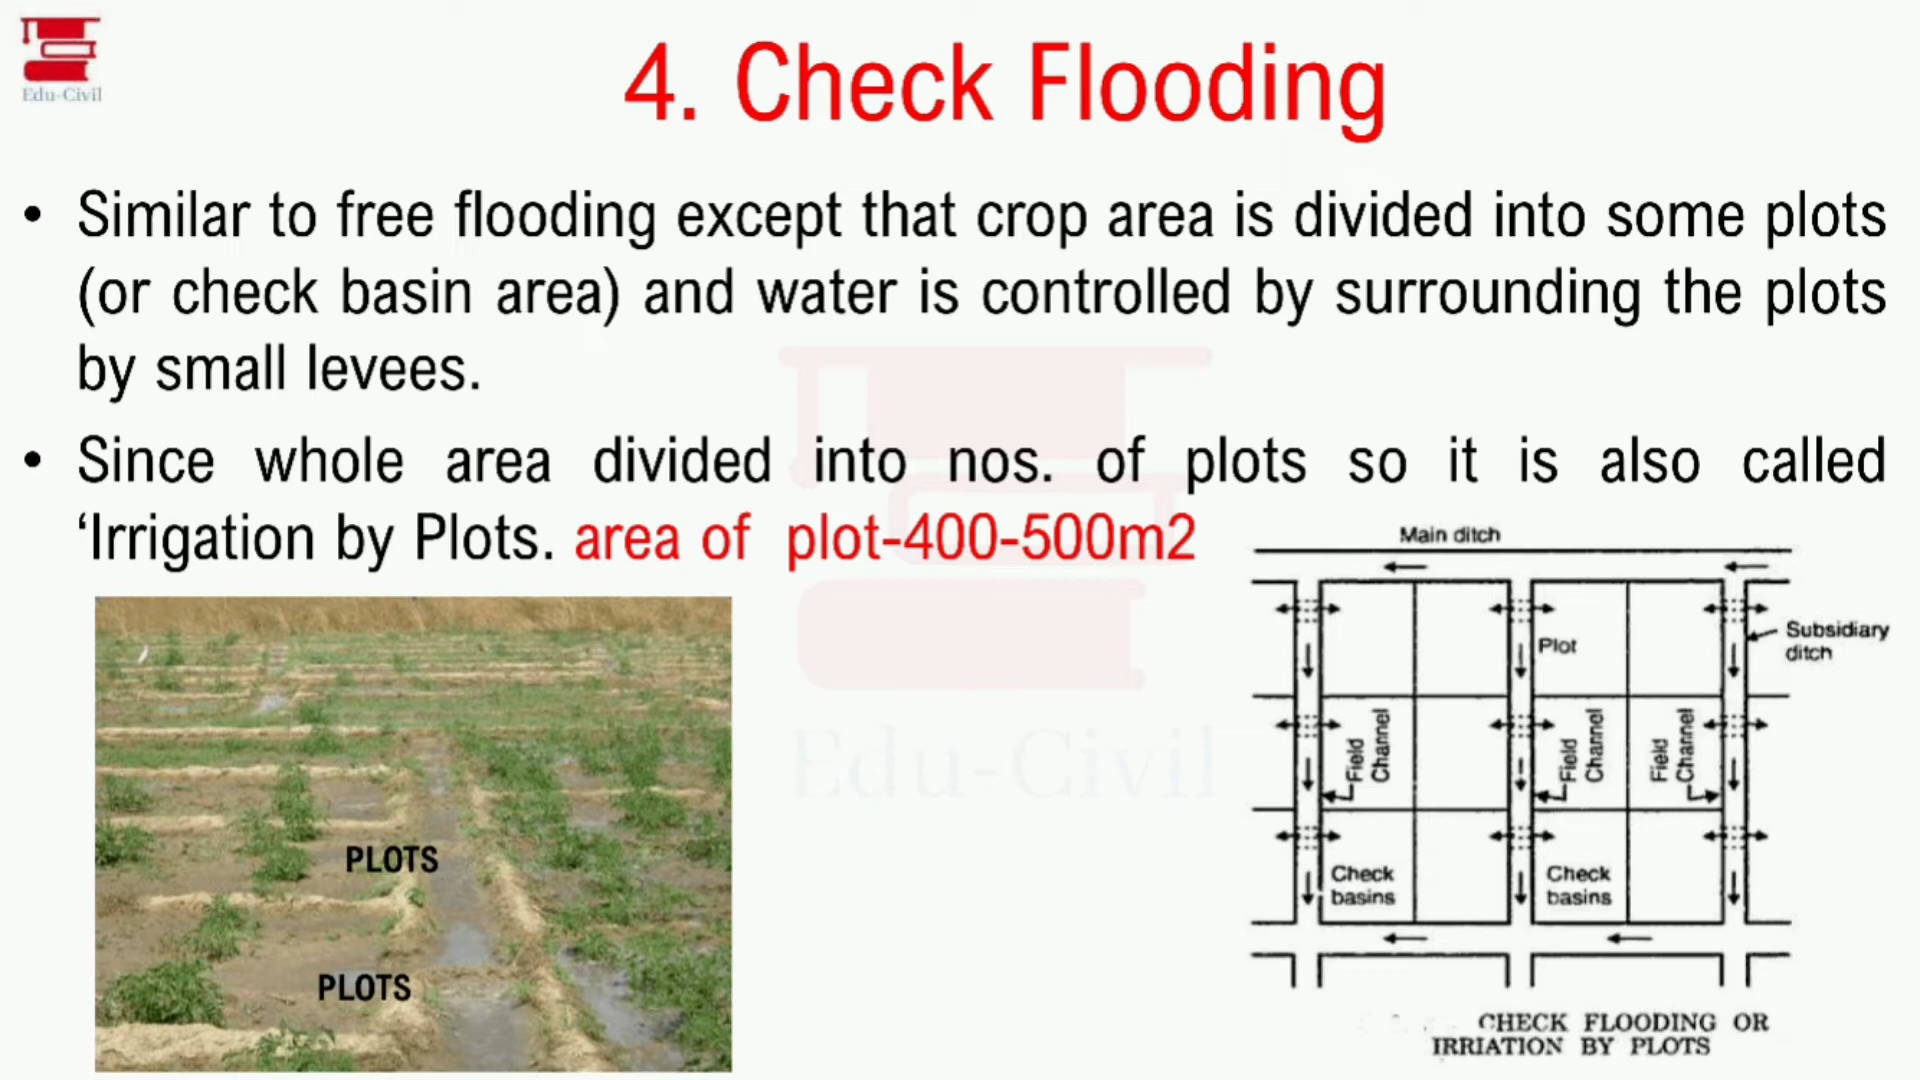 Edu-Civil
4. Check Flooding
• Similar to free flooding except that crop area is divided into some plots
(or check basin area) and water is controlled by surrounding the plots
by small levees.
• Since whole area divided into nos. of plots so it is also called
‘Irrigation by Plots. area of plot-400-500m2
Edu-Civil
PLOTS
PLOTS
Main ditch
Subsidiary
ditch
Plot
Field
Channel
Field
Channel
Field
Channel
Check
basins
Check
basins
CHECK FLOODING OR
IRRIATION BY PLOTS